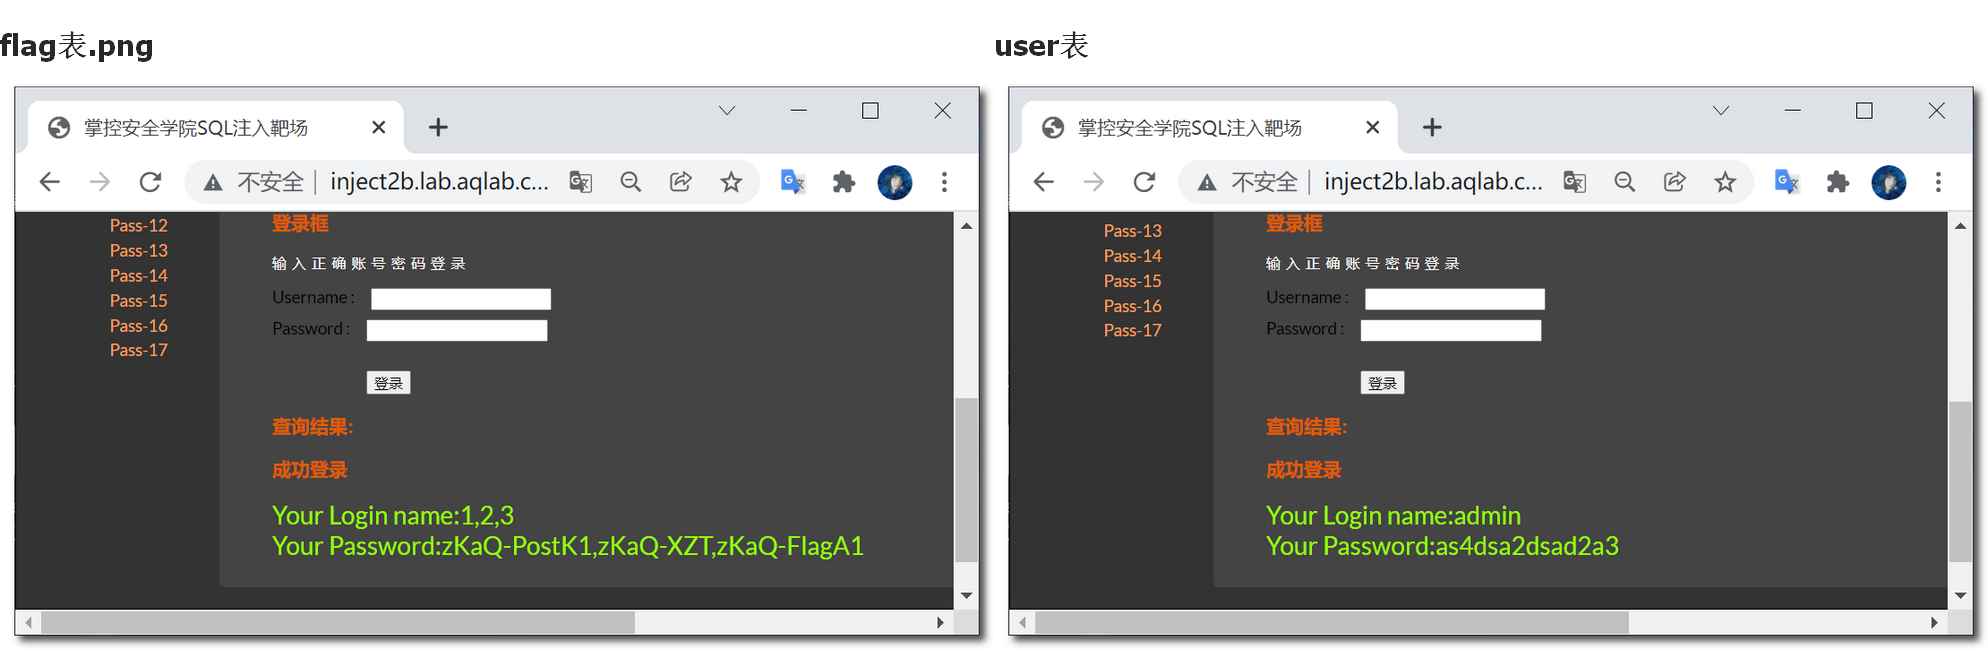 flag表.png
掌控安全学院SQL注入靶场
不安全 inject2b.lab.aqlab.c...
Pass-12
Pass-13
Pass-14
Pass-15
Pass-16
Pass-17
登录框
输入正确账号密码登录
Username :
Password :
登录
查询结果:
成功登录
Your Login name:1,2,3
Your Password:zKaQ-PostK1,zKaQ-XZT,zKaQ-FlagA1
user表
掌控安全学院SQL注入靶场
不安全 inject2b.lab.aqlab.c...
Pass-13
Pass-14
Pass-15
Pass-16
Pass-17
登录框
输入正确账号密码登录
Username :
Password :
登录
查询结果:
成功登录
Your Login name:admin
Your Password:as4dsa2dsad2a3